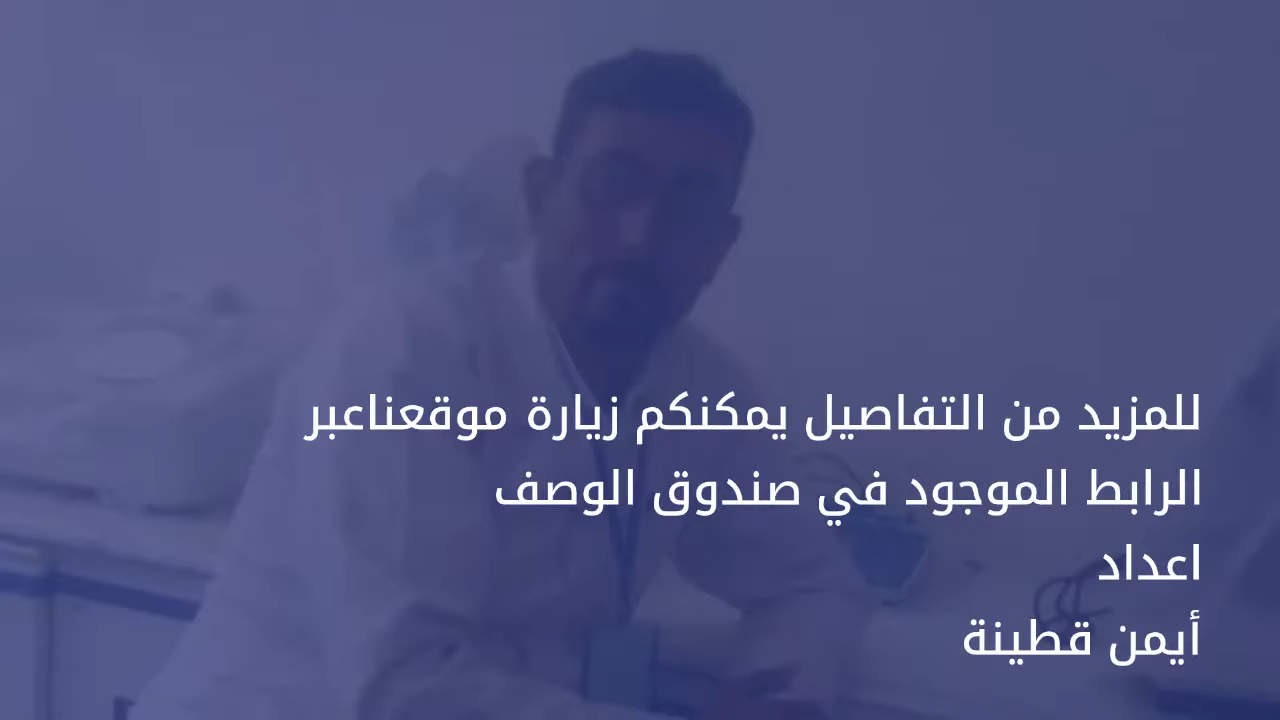 للمزيد من التفاصيل يمكنكم زيارة موقعناعبر
الرابط الموجود في صندوق الوصف
اعداد
أيمن قطينة